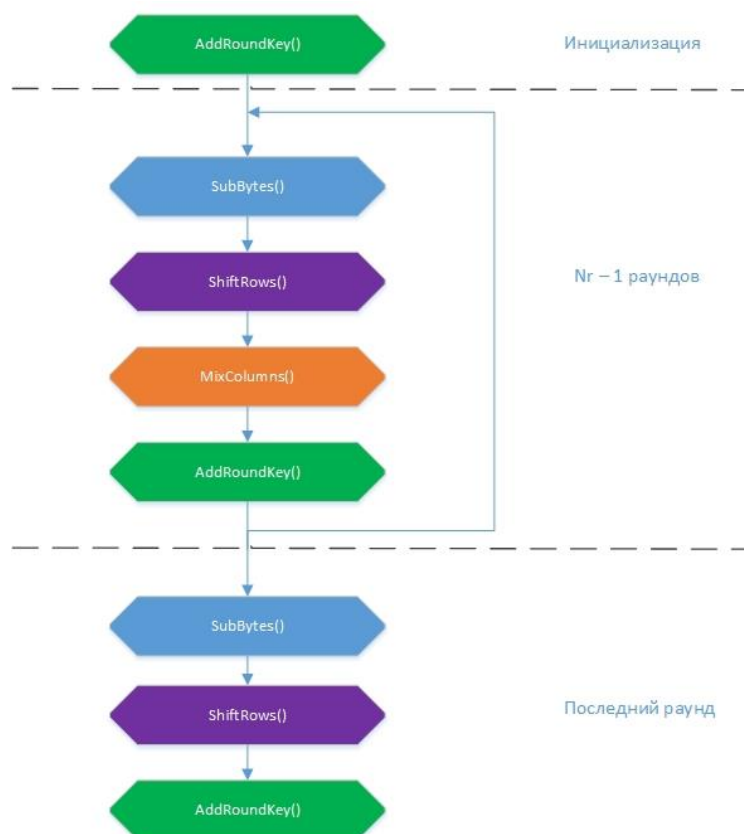 AddRoundKey()
Инициализация
SubBytes()
ShiftRows()
Nr – 1 раундов
MixColumns()
AddRoundKey()
SubBytes()
ShiftRows()
Последний раунд
AddRoundKey()